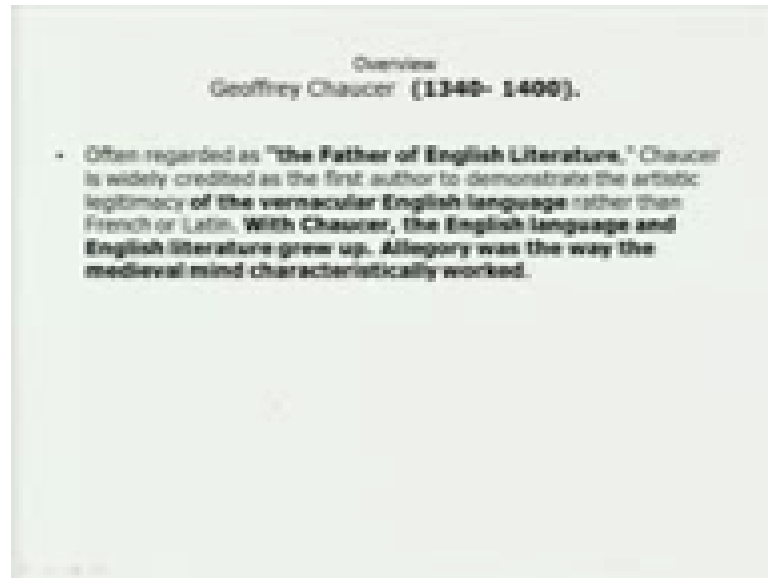 Overview
Geoffrey Chaucer (1340- 1400).
• Often regarded as "the Father of English Literature," Chaucer
is widely credited as the first author to demonstrate the artistic
legitimacy of the vernacular English language rather than
French or Latin. With Chaucer, the English language and
English literature grew up. Allegory was the way the
medieval mind characteristically worked.